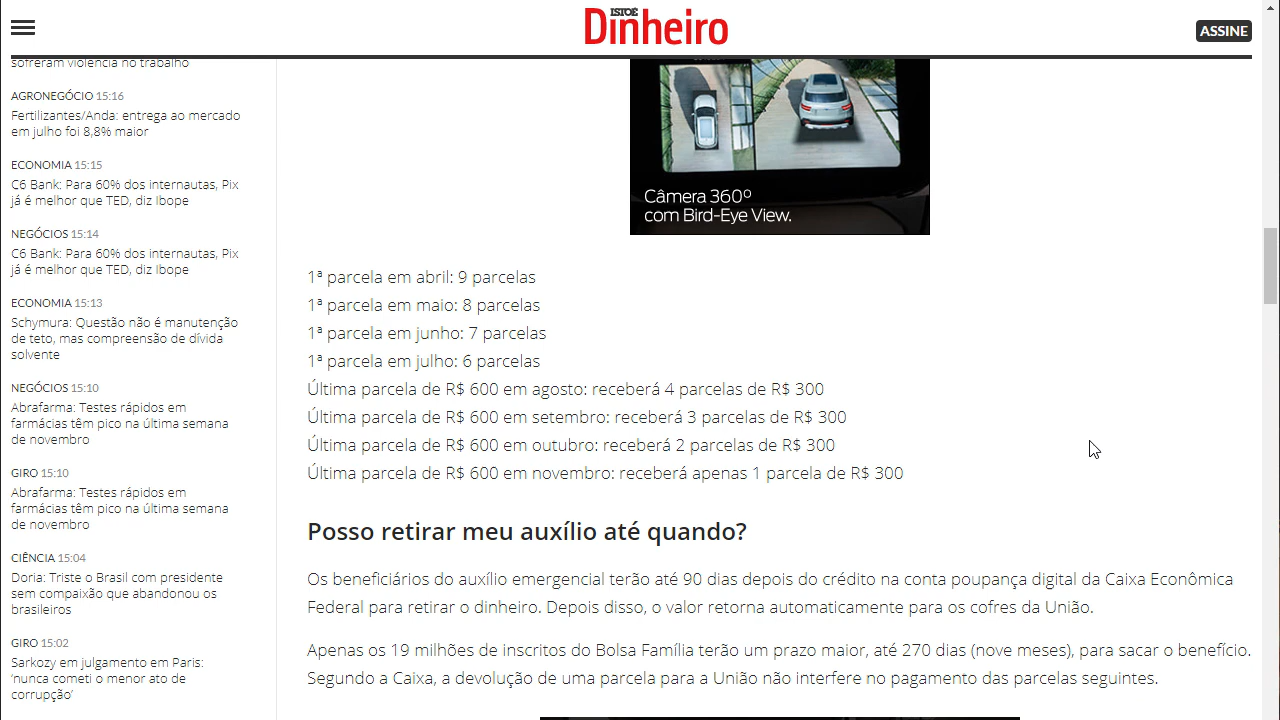 ISTOÉ
Dinheiro
ASSINE
sofreram violência no trabalho
AGRONEGÓCIO 15:16
Fertilizantes/Anda: entrega ao mercado
em julho foi 8,8% maior
ECONOMIA 15:15
C6 Bank: Para 60% dos internautas, Pix
já é melhor que TED, diz Ibope
NEGÓCIOS 15:14
C6 Bank: Para 60% dos internautas, Pix
já é melhor que TED, diz Ibope
ECONOMIA 15:13
Schymura: Questão não é manutenção
de teto, mas compreensão de dívida
solvente
NEGÓCIOS 15:10
Abrafarma: Testes rápidos em
farmácias têm pico na última semana
de novembro
GIRO 15:10
Abrafarma: Testes rápidos em
farmácias têm pico na última semana
de novembro
CIÊNCIA 15:04
Doria: Triste o Brasil com presidente
sem compaixão que abandonou os
brasileiros
GIRO 15:02
Sarkozy em julgamento em Paris:
‘nunca cometi o menor ato de
corrupção’
Câmera 360º
com Bird-Eye View.
1ª parcela em abril: 9 parcelas
1ª parcela em maio: 8 parcelas
1ª parcela em junho: 7 parcelas
1ª parcela em julho: 6 parcelas
Última parcela de R$ 600 em agosto: receberá 4 parcelas de R$ 300
Última parcela de R$ 600 em setembro: receberá 3 parcelas de R$ 300
Última parcela de R$ 600 em outubro: receberá 2 parcelas de R$ 300
Última parcela de R$ 600 em novembro: receberá apenas 1 parcela de R$ 300
Posso retirar meu auxílio até quando?
Os beneficiários do auxílio emergencial terão até 90 dias depois do crédito na conta poupança digital da Caixa Econômica
Federal para retirar o dinheiro. Depois disso, o valor retorna automaticamente para os cofres da União.
Apenas os 19 milhões de inscritos do Bolsa Família terão um prazo maior, até 270 dias (nove meses), para sacar o benefício.
Segundo a Caixa, a devolução de uma parcela para a União não interfere no pagamento das parcelas seguintes.